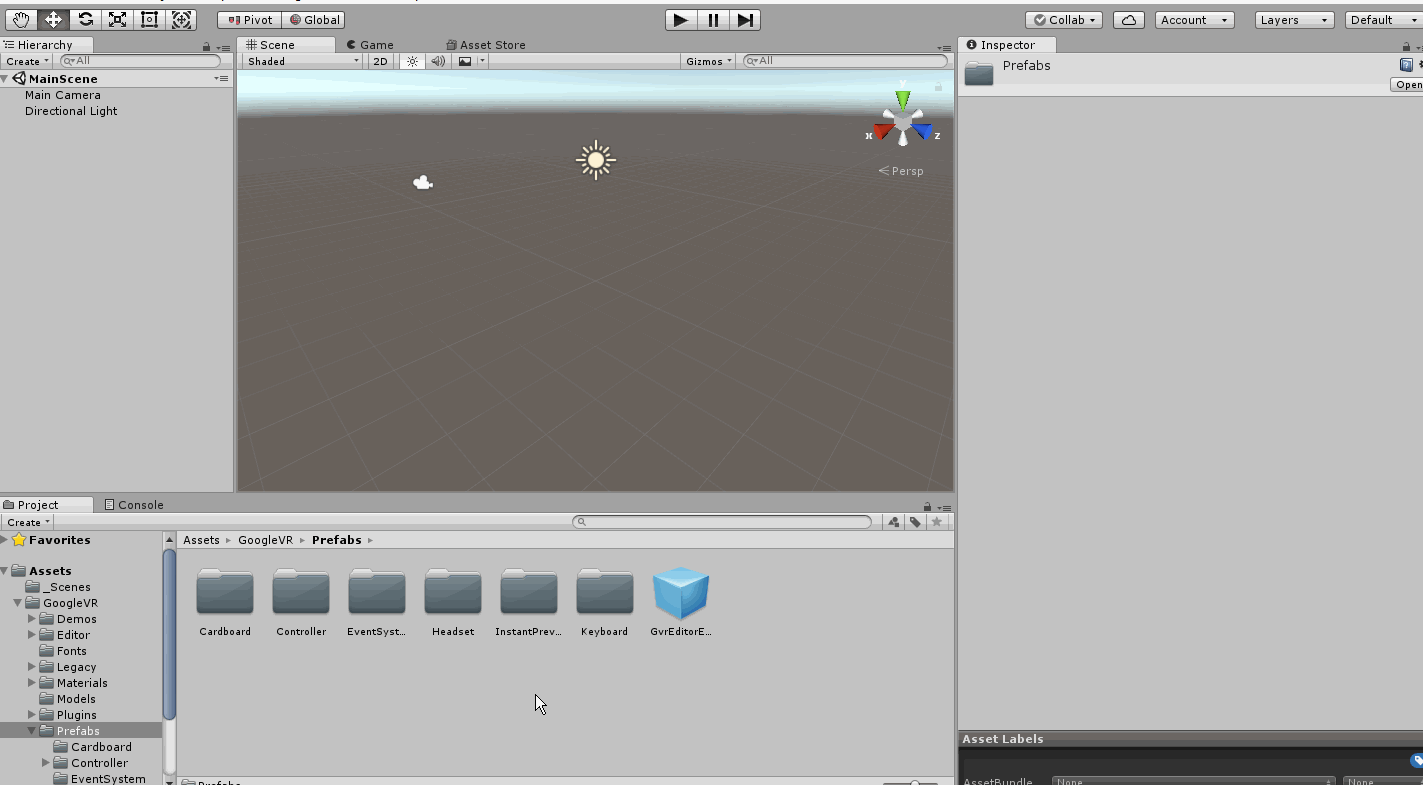 Pivot Global Collab Account Layers Default
Hierarchy
Create All
MainScene
Main Camera
Directional Light
Scene Game Asset Store
Shaded 2D Gizmos All
y
x z
Persp
Inspector
Prefabs
Open
Project Console
Create
Favorites
Assets
_Scenes
GoogleVR
Demos
Editor
Fonts
Legacy
Materials
Models
Plugins
Prefabs
Cardboard
Controller
EventSystem
Assets GoogleVR Prefabs
Cardboard Controller EventSyst... Headset InstantPrev... Keyboard GvrEditorE...
Prefabs
Asset Labels
AssetBundle None None